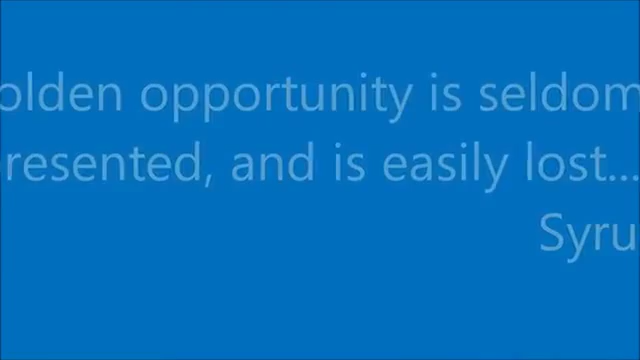 olden opportunity is seldom
resented, and is easily lost...
Syru